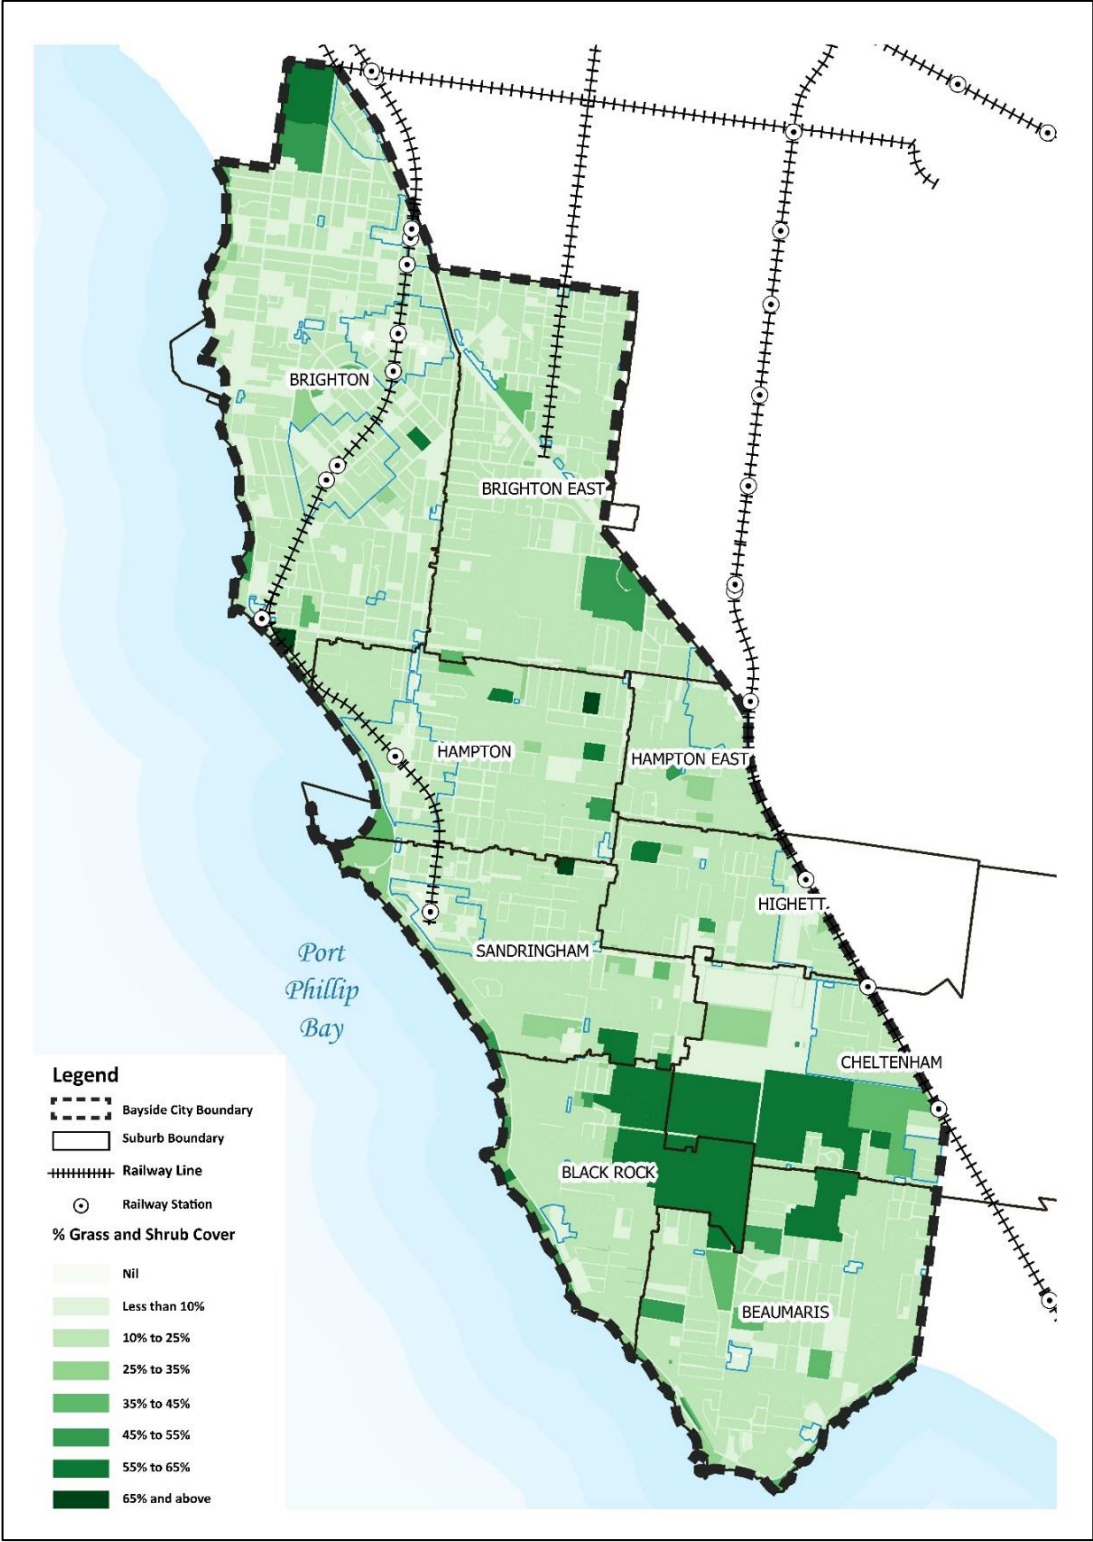 BRIGHTON
BRIGHTON EAST
HAMPTON
HAMPTON EAST
HIGHETT
SANDRINGHAM
Port
Phillip
Bay
CHELTENHAM
BLACK ROCK
BEAUMARIS
Legend
Bayside City Boundary
Suburb Boundary
Railway Line
Railway Station
% Grass and Shrub Cover
Nil
Less than 10%
10% to 25%
25% to 35%
35% to 45%
45% to 55%
55% to 65%
65% and above